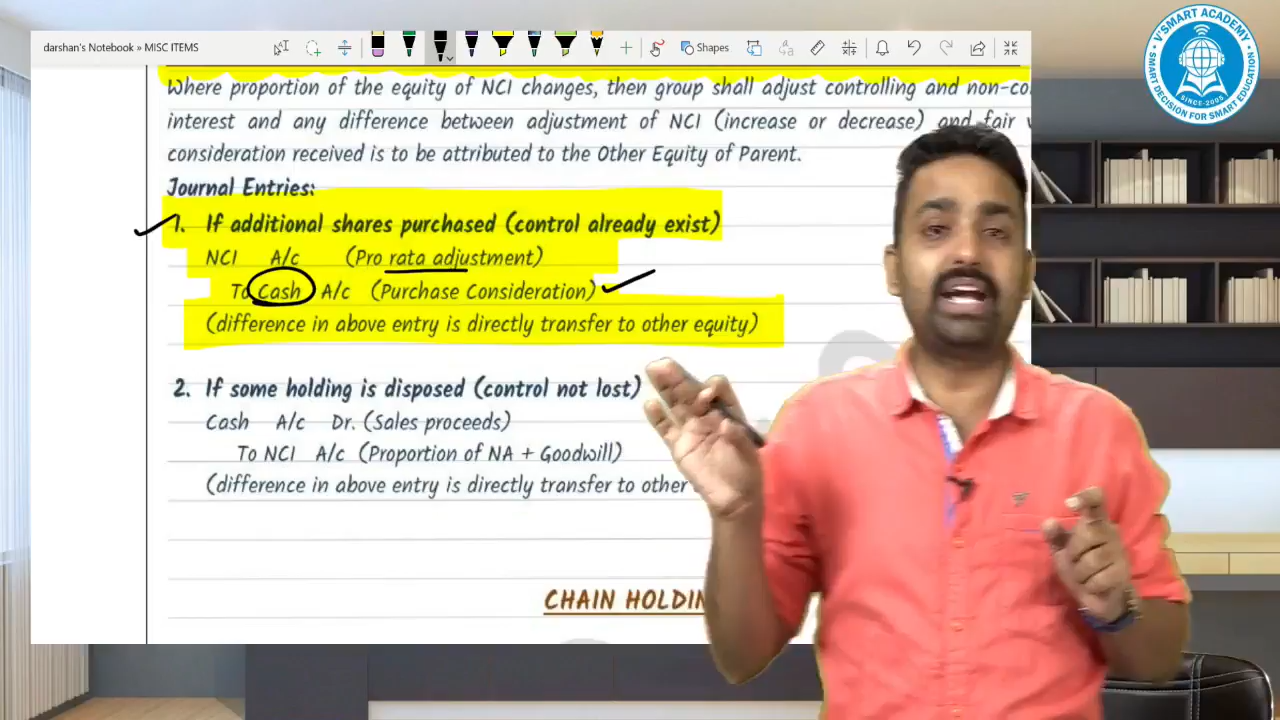 darshan's Notebook » MISC ITEMS
Shapes
V'SMART ACADEMY
SINCE-2005
SMART DECISION FOR SMART EDUCATION
Where proportion of the equity of NCI changes, then group shall adjust controlling and
interest and any difference between adjustment of NCI (increase or decrease) and
consideration received is to be attributed to the Other Equity of Parent.
Journal Entries:
1. If additional shares purchased (control already exist)
NCI A/c (Pro rata adjustment)
To Cash A/c (Purchase Consideration)
(difference in above entry is directly transfer to other equity)
2. If some holding is disposed (control not lost)
Cash A/c Dr. (Sales proceeds)
To NCI A/c (Proportion of NA + Goodwill)
(difference in above entry is directly transfer to other
CHAIN